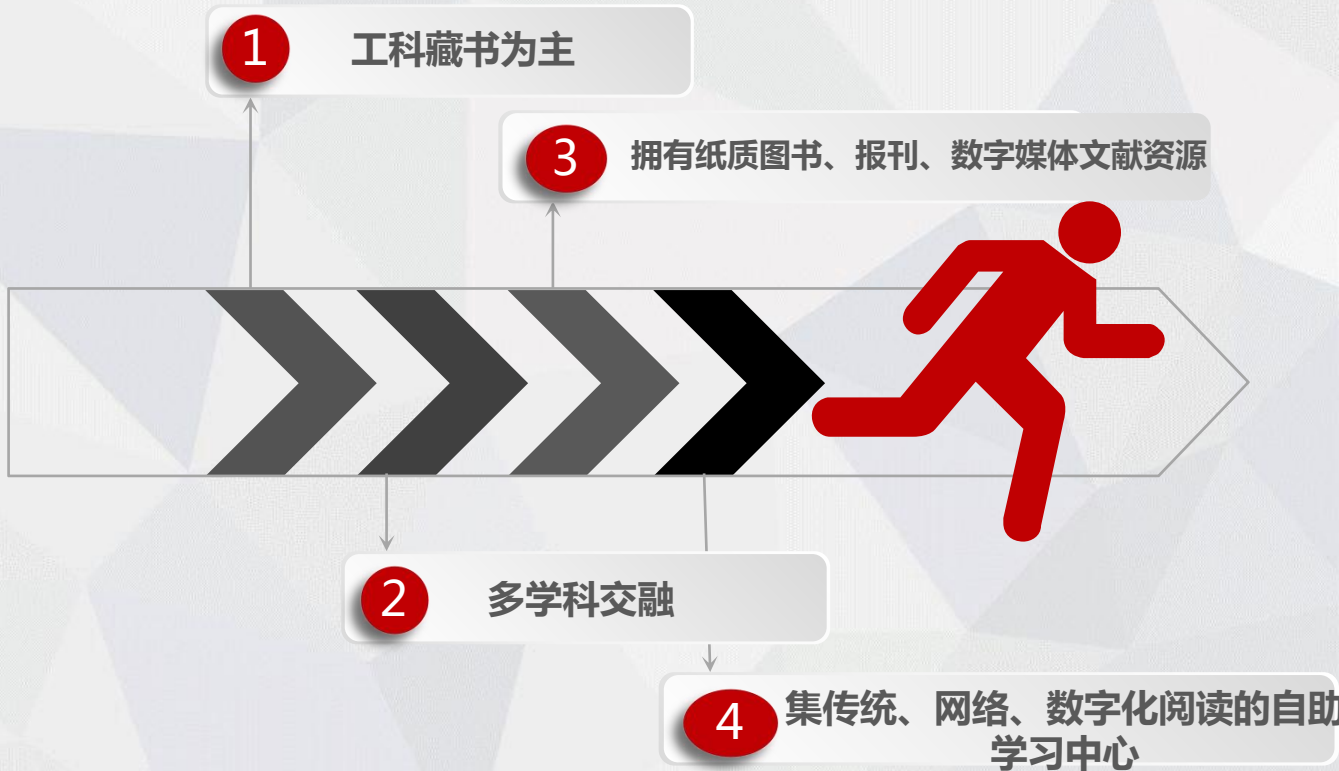 1 工科藏书为主
3 拥有纸质图书、报刊、数字媒体文献资源
2 多学科交融
4 集传统、网络、数字化阅读的自助
学习中心